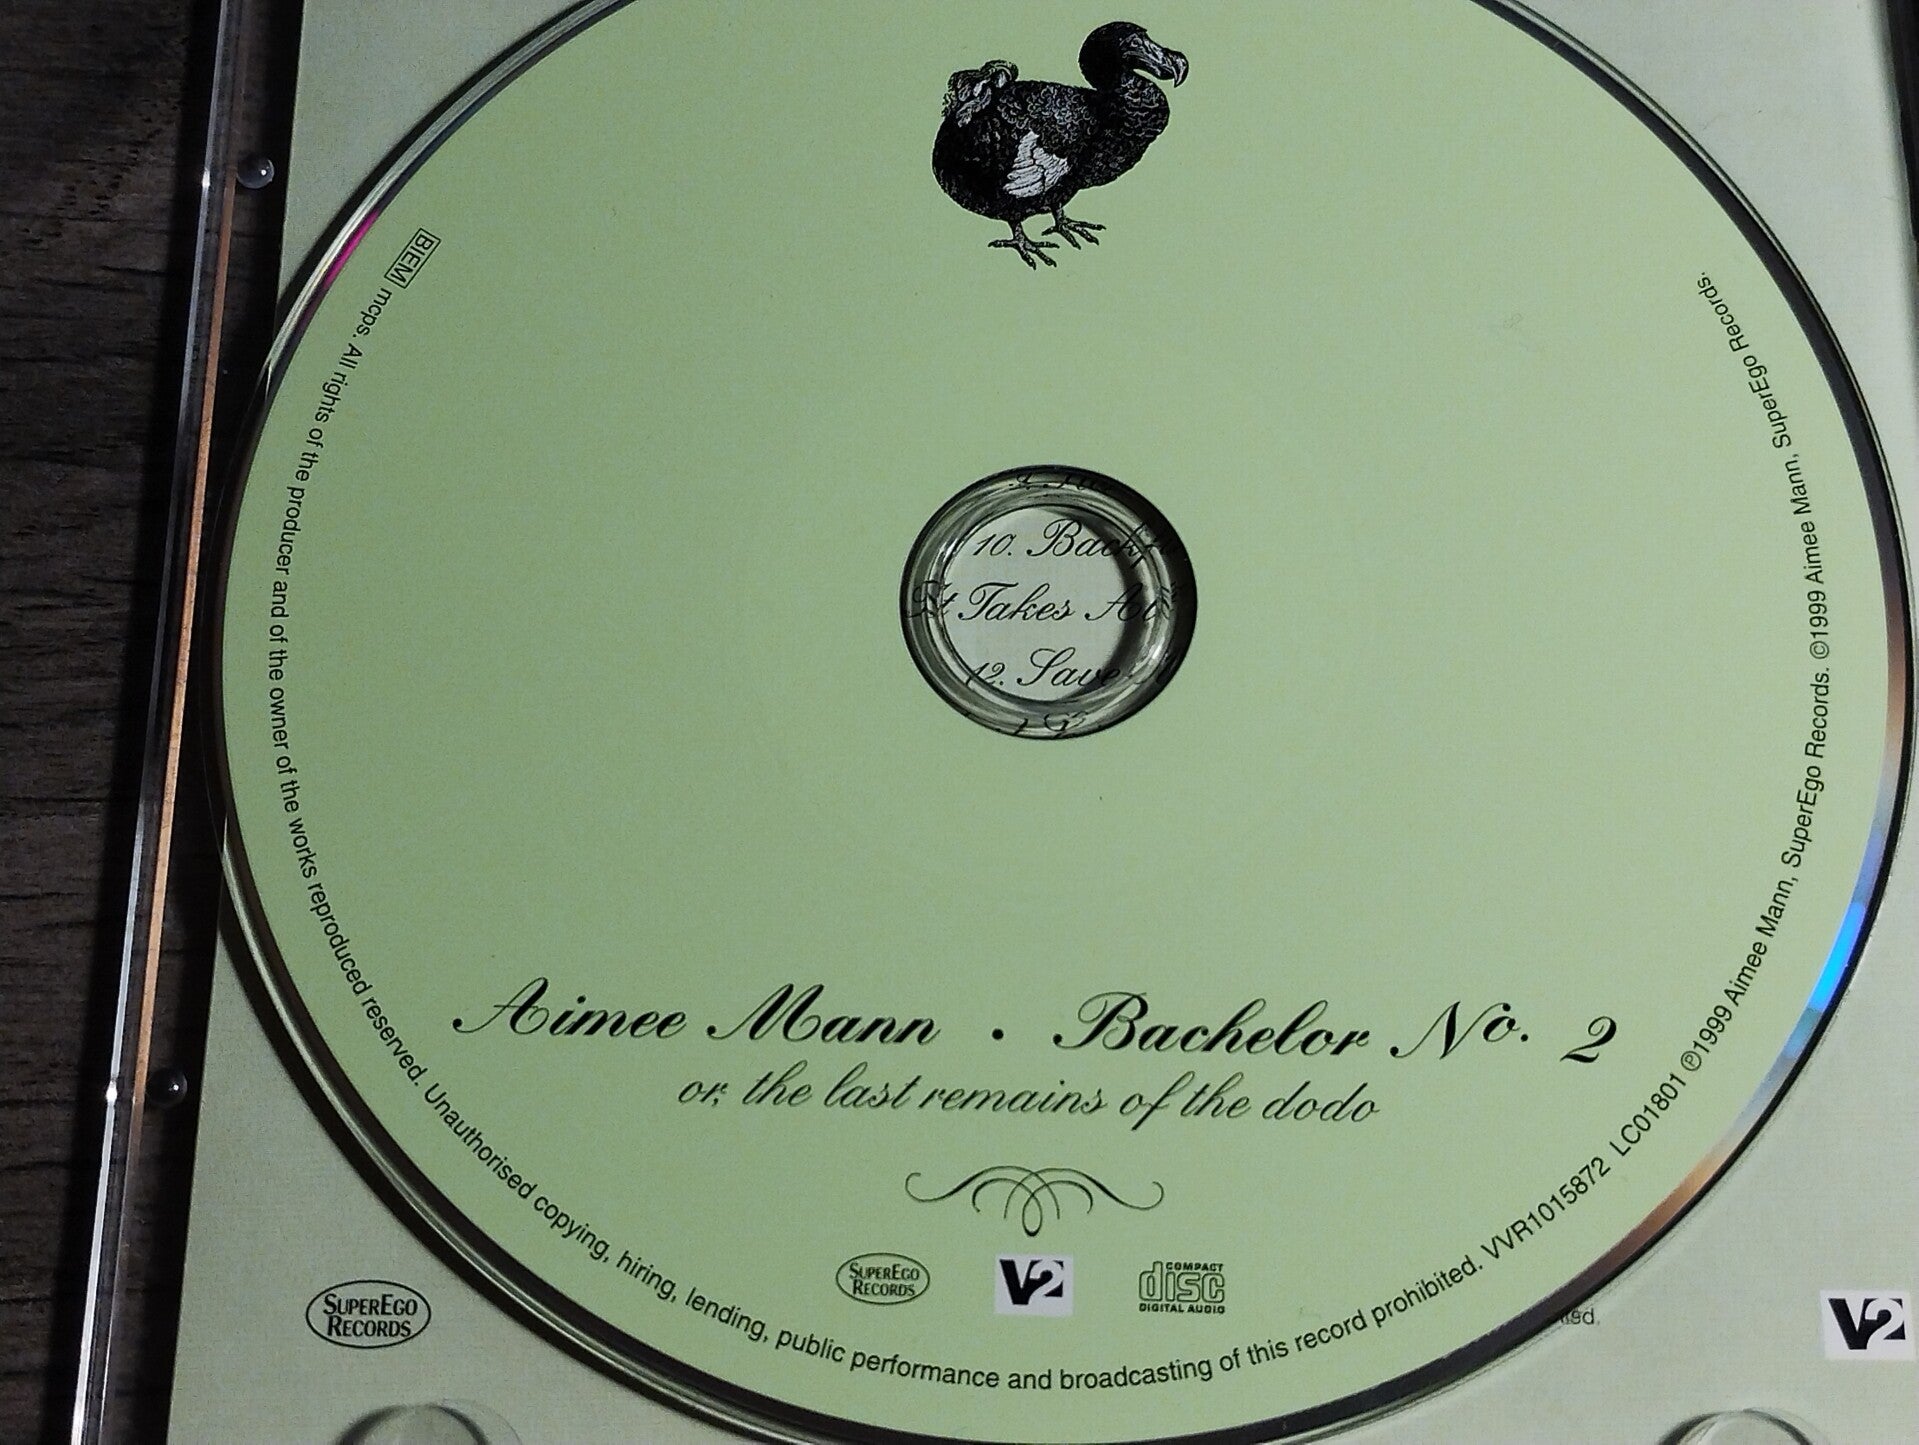 BIEM mcps. All rights of the producer and of the owner of the works reproduced reserved. Unauthorised copying, hiring, lending, public performance and broadcasting of this record prohibited. VVR1015872 LC01801 ℗1999 Aimee Mann, SuperEgo Records. ©1999 Aimee Mann, SuperEgo Records.
10.
Takes
12. Save
Aimee Mann • Bachelor No. 2
or, the last remains of the dodo
SUPEREGO
RECORDS
V2
COMPACT
disc
DIGITAL AUDIO
SUPEREGO
RECORDS
V2